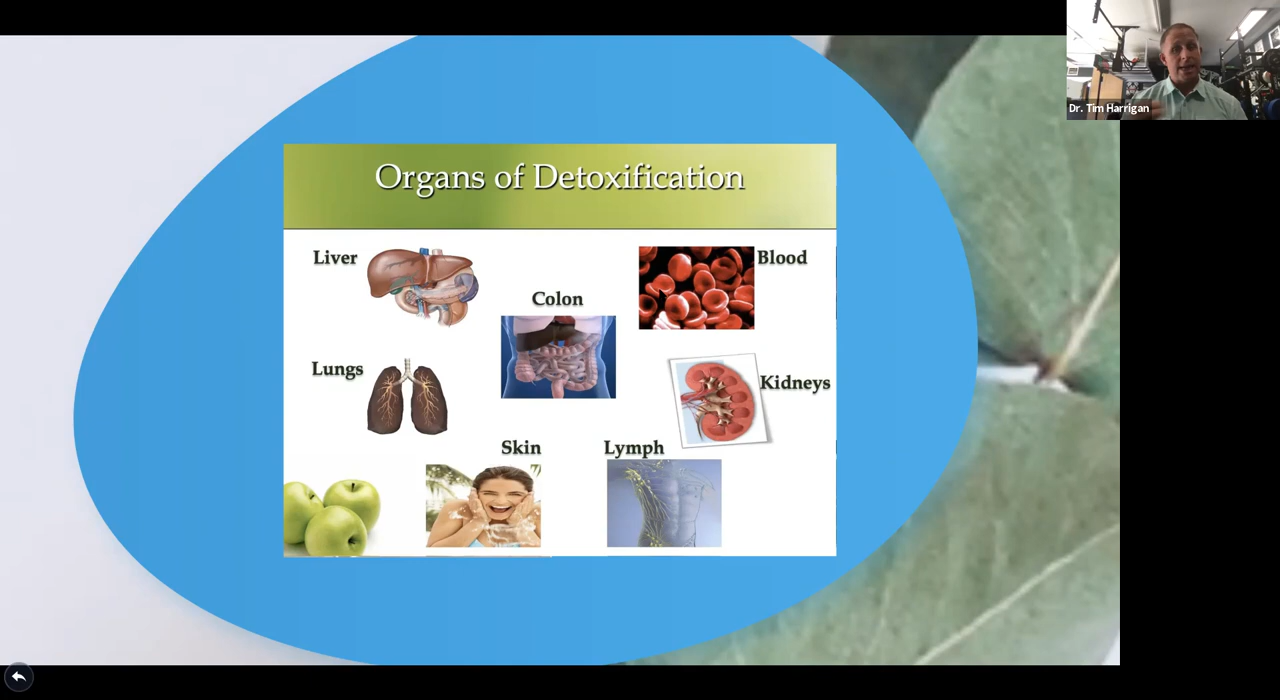 Dr. Tim Harrigan
Organs of Detoxification
Liver
Blood
Colon
Lungs
Kidneys
Skin
Lymph